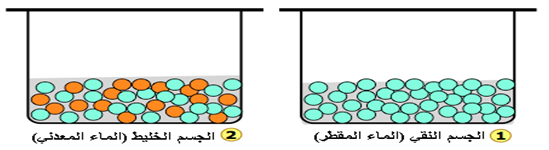 1 الجسم النقي (الماء المقطر)
2 الجسم الخليط (الماء المعدني)